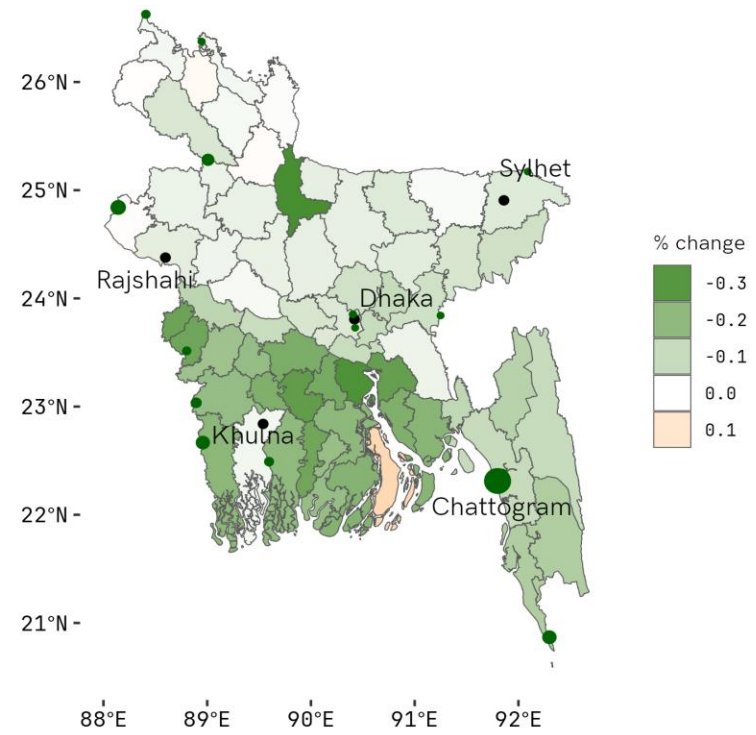 26°N
25°N
24°N
23°N
22°N
21°N
88°E 89°E 90°E 91°E 92°E
Sylhet
Rajshahi
Dhaka
Khulna
Chattogram
% change
-0.3
-0.2
-0.1
0.0
0.1